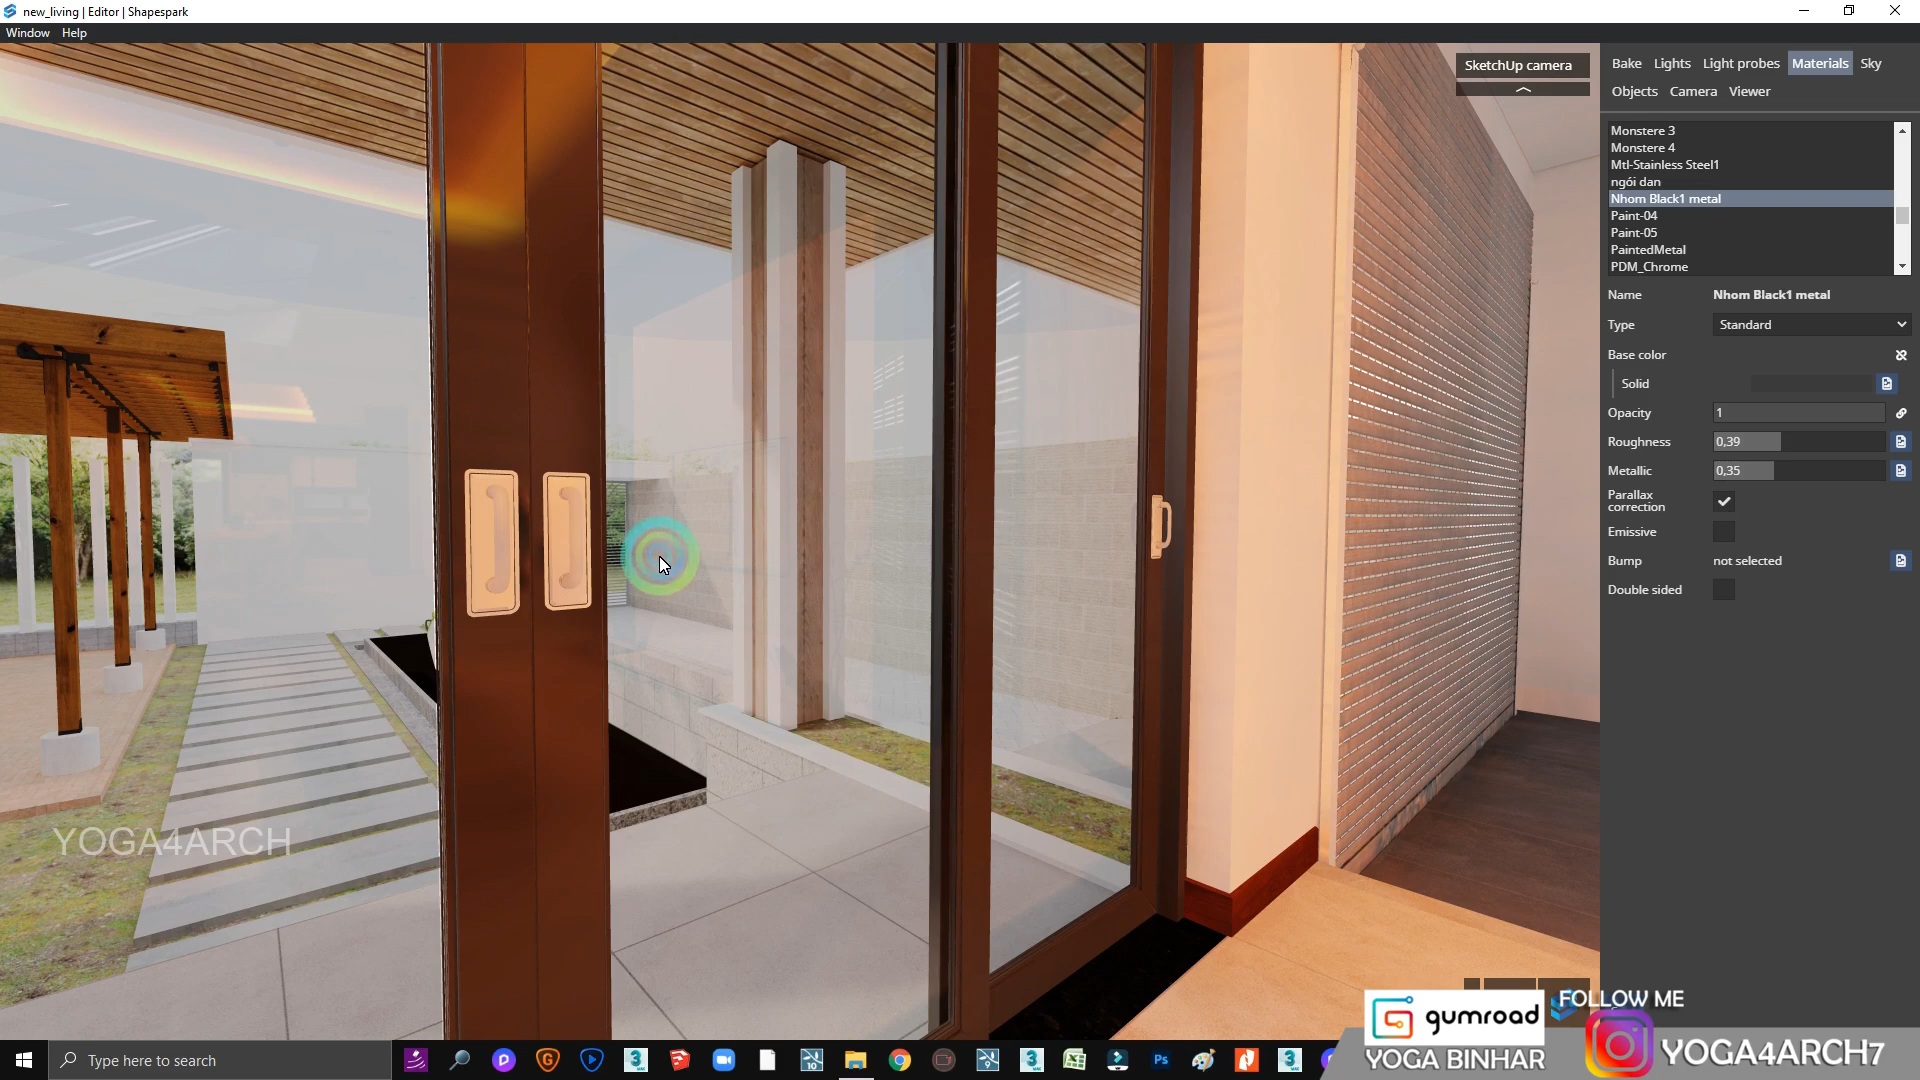 new_living | Editor | Shapespark
Window Help
SketchUp camera
Bake Lights Light probes Materials Sky
Objects Camera Viewer
Monstere 3
Monstere 4
Mtl-Stainless Steel1
ngói dan
Nhom Black1 metal
Paint-04
Paint-05
PaintedMetal
PDM_Chrome
Name Nhom Black1 metal
Type Standard
Base color
Solid
Opacity 1
Roughness 0,39
Metallic 0,35
Parallax
correction
Emissive
Bump not selected
Double sided
YOGA4ARCH
FOLLOW ME
gumroad
YOGA BINHAR
YOGA4ARCH7
Type here to search